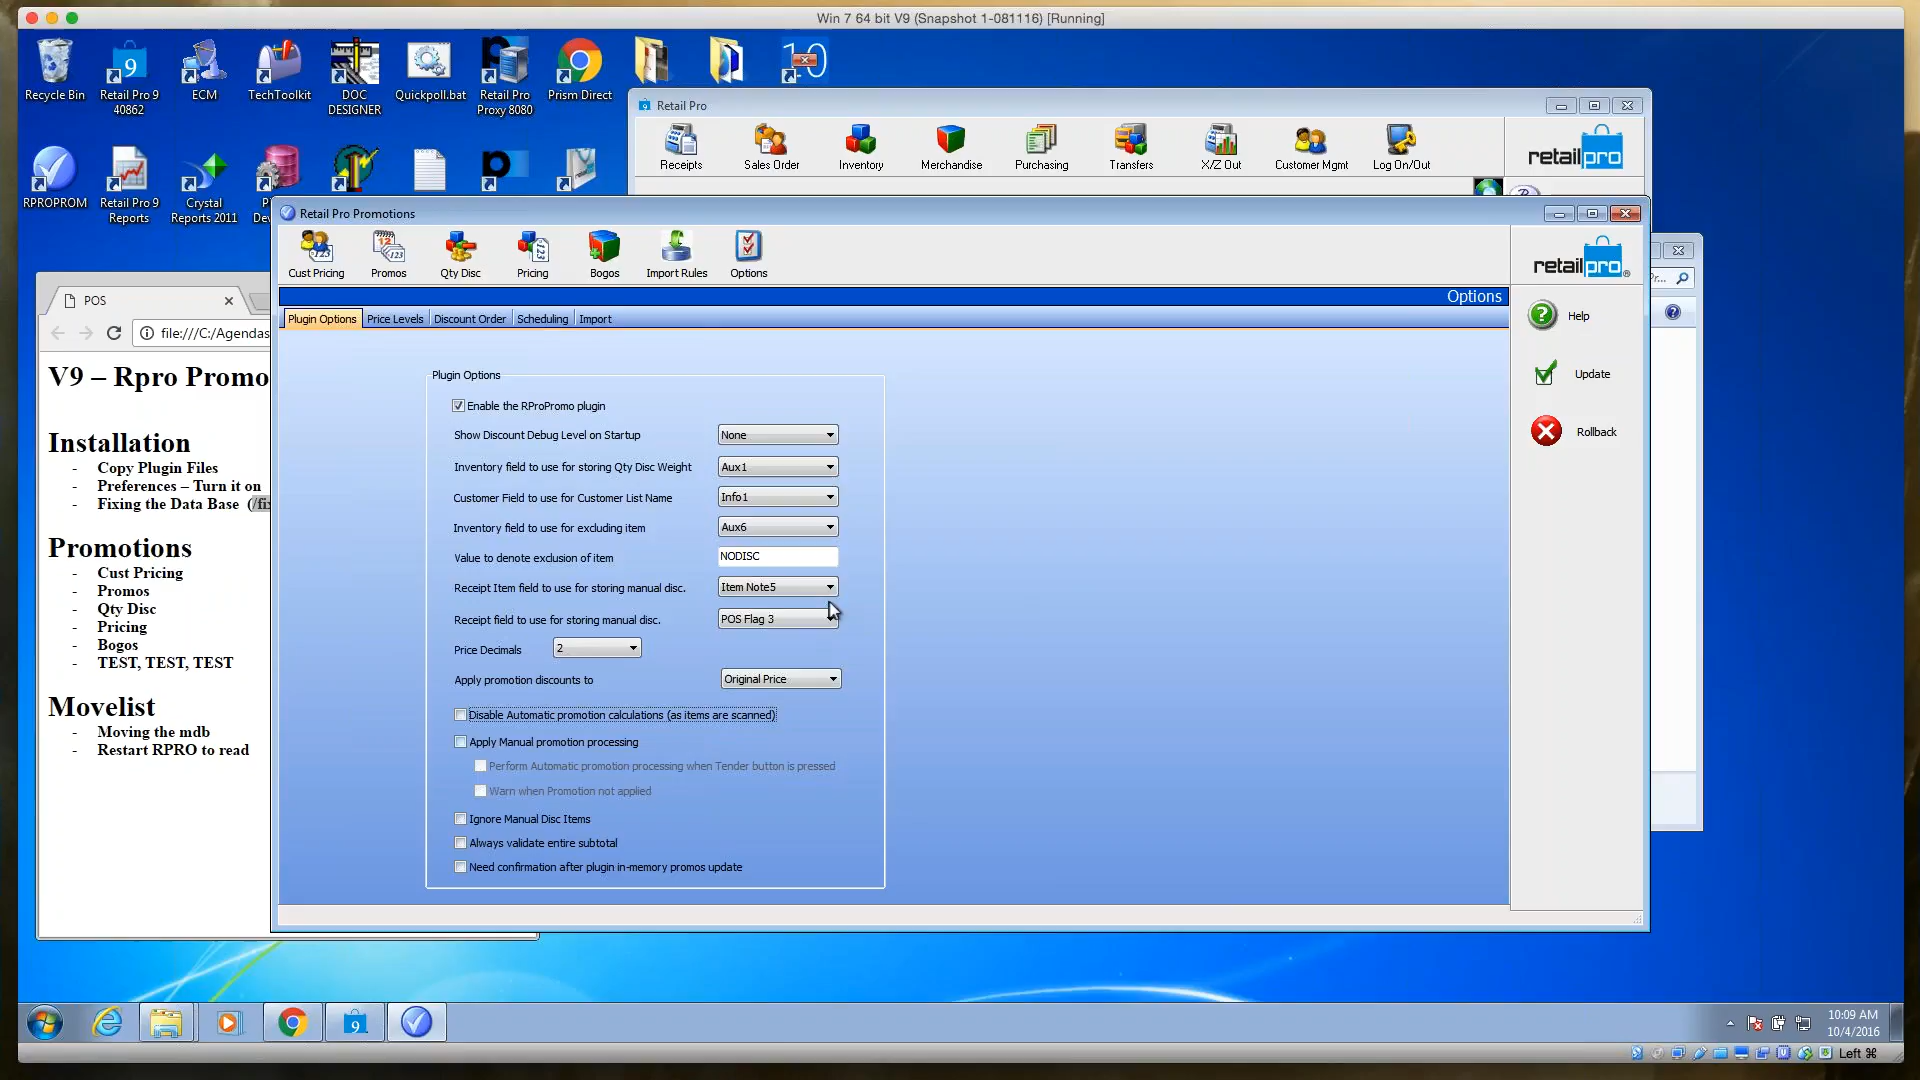 Win 7 64 bit V9 (Snapshot 1-081116) [Running]
Recycle Bin
Retail Pro 9 40862
ECM
TechToolkit
DOC DESIGNER
Quickpoll.bat
Retail Pro Proxy 8080
Prism Direct
10
RPROPROM
Retail Pro 9 Reports
Crystal Reports 2011
Retail Pro
Receipts
Sales Order
Inventory
Merchandise
Purchasing
Transfers
X/Z Out
Customer Mgmt
Log On/Out
retailpro
Retail Pro Promotions
Cust Pricing
Promos
Qty Disc
Pricing
Bogos
Import Rules
Options
retailpro
Options
Plugin Options
Price Levels
Discount Order
Scheduling
Import
Help
Update
Rollback
Plugin Options
Enable the RProPromo plugin
Show Discount Debug Level on Startup None
Inventory field to use for storing Qty Disc Weight Aux1
Customer Field to use for Customer List Name Info1
Inventory field to use for excluding item Aux6
Value to denote exclusion of item NODISC
Receipt Item field to use for storing manual disc. Item Note5
Receipt field to use for storing manual disc. POS Flag 3
Price Decimals 2
Apply promotion discounts to Original Price
Disable Automatic promotion calculations (as items are scanned)
Apply Manual promotion processing
Perform Automatic promotion processing when Tender button is pressed
Warn when Promotion not applied
Ignore Manual Disc Items
Always validate entire subtotal
Need confirmation after plugin in-memory promos update
POS
file:///C:/Agendas
V9 – Rpro Promo
Installation
- Copy Plugin Files
- Preferences – Turn it on
- Fixing the Data Base (/fix
Promotions
- Cust Pricing
- Promos
- Qty Disc
- Pricing
- Bogos
- TEST, TEST, TEST
Movelist
- Moving the mdb
- Restart RPRO to read
10:09 AM
10/4/2016
Left ⌘